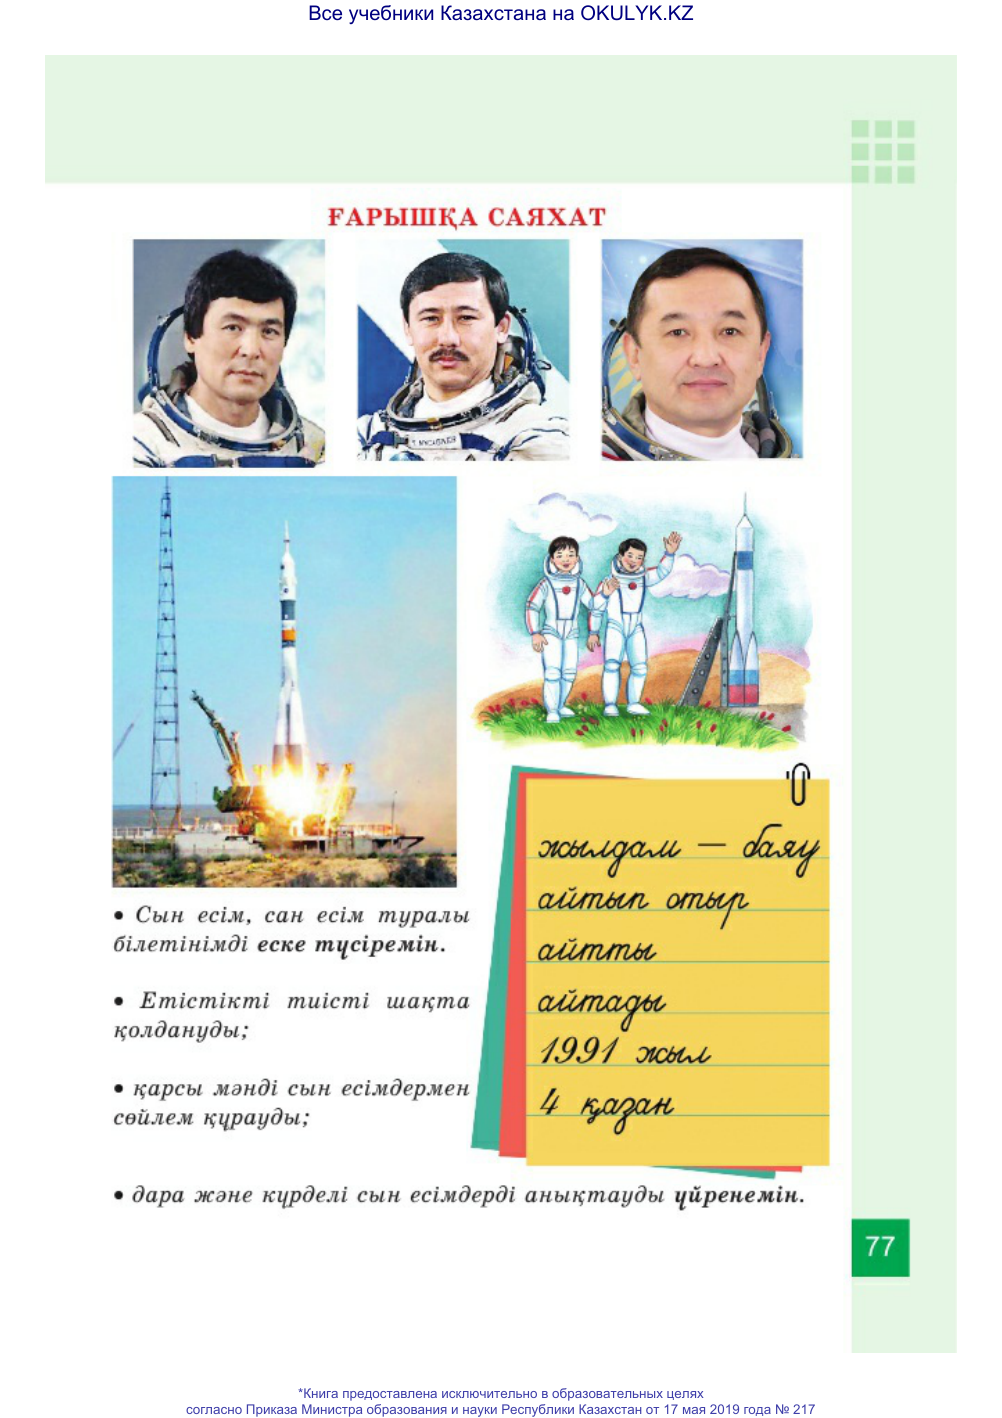 Все учебники Казахстана на OKULYK.KZ
ҒАРЫШҚА САЯХАТ
Т. МУСАБАЕВ
жылдам — баяу
айтып отыр
айтты
айтады
1991 жыл
4 қазан
• Сын есім, сан есім туралы
білетінімді еске түсіремін.
• Етістікті тиісті шақта
қолдануды;
• қарсы мәнді сын есімдермен
сөйлем құрауды;
• дара және күрделі сын есімдерді анықтауды үйренемін.
77
*Книга предоставлена исключительно в образовательных целях
согласно Приказа Министра образования и науки Республики Казахстан от 17 мая 2019 года № 217